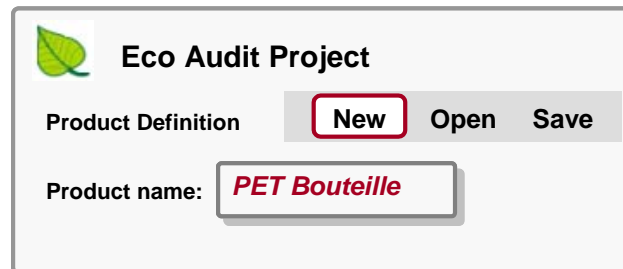 Eco Audit Project
Product Definition New Open Save
Product name: PET Bouteille